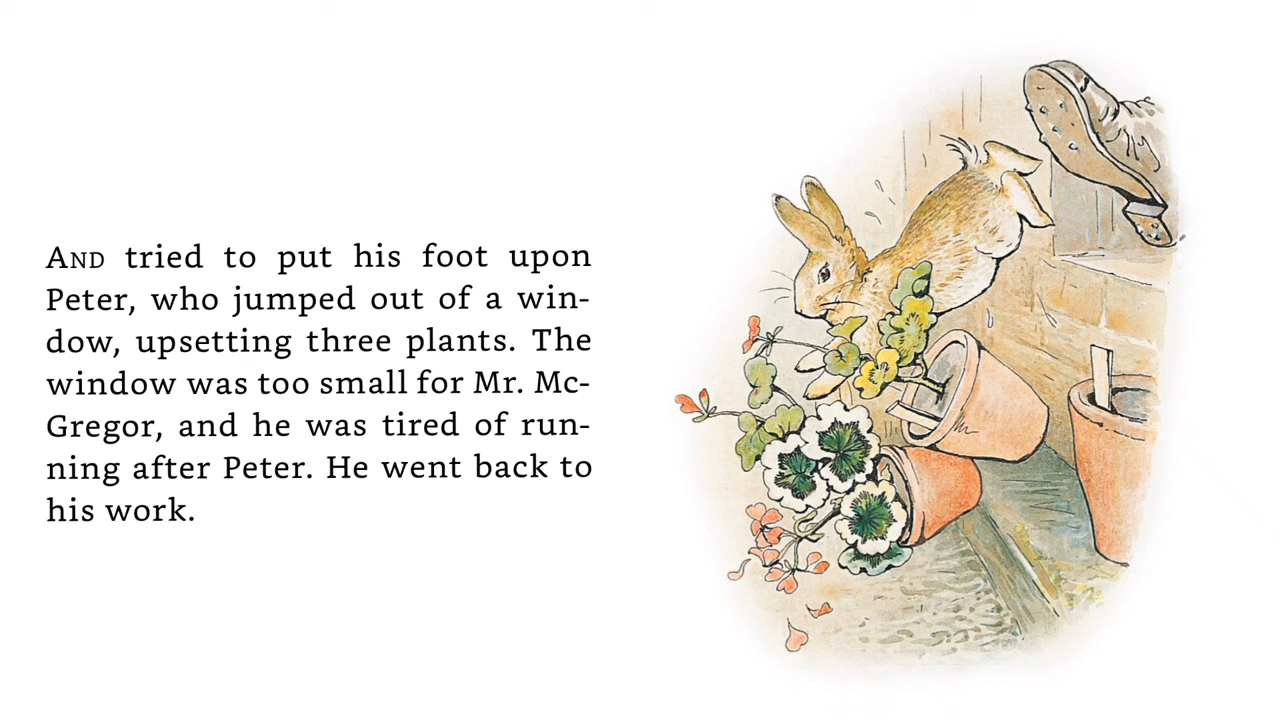 AND tried to put his foot upon
Peter, who jumped out of a win-
dow, upsetting three plants. The
window was too small for Mr. Mc-
Gregor, and he was tired of run-
ning after Peter. He went back to
his work.